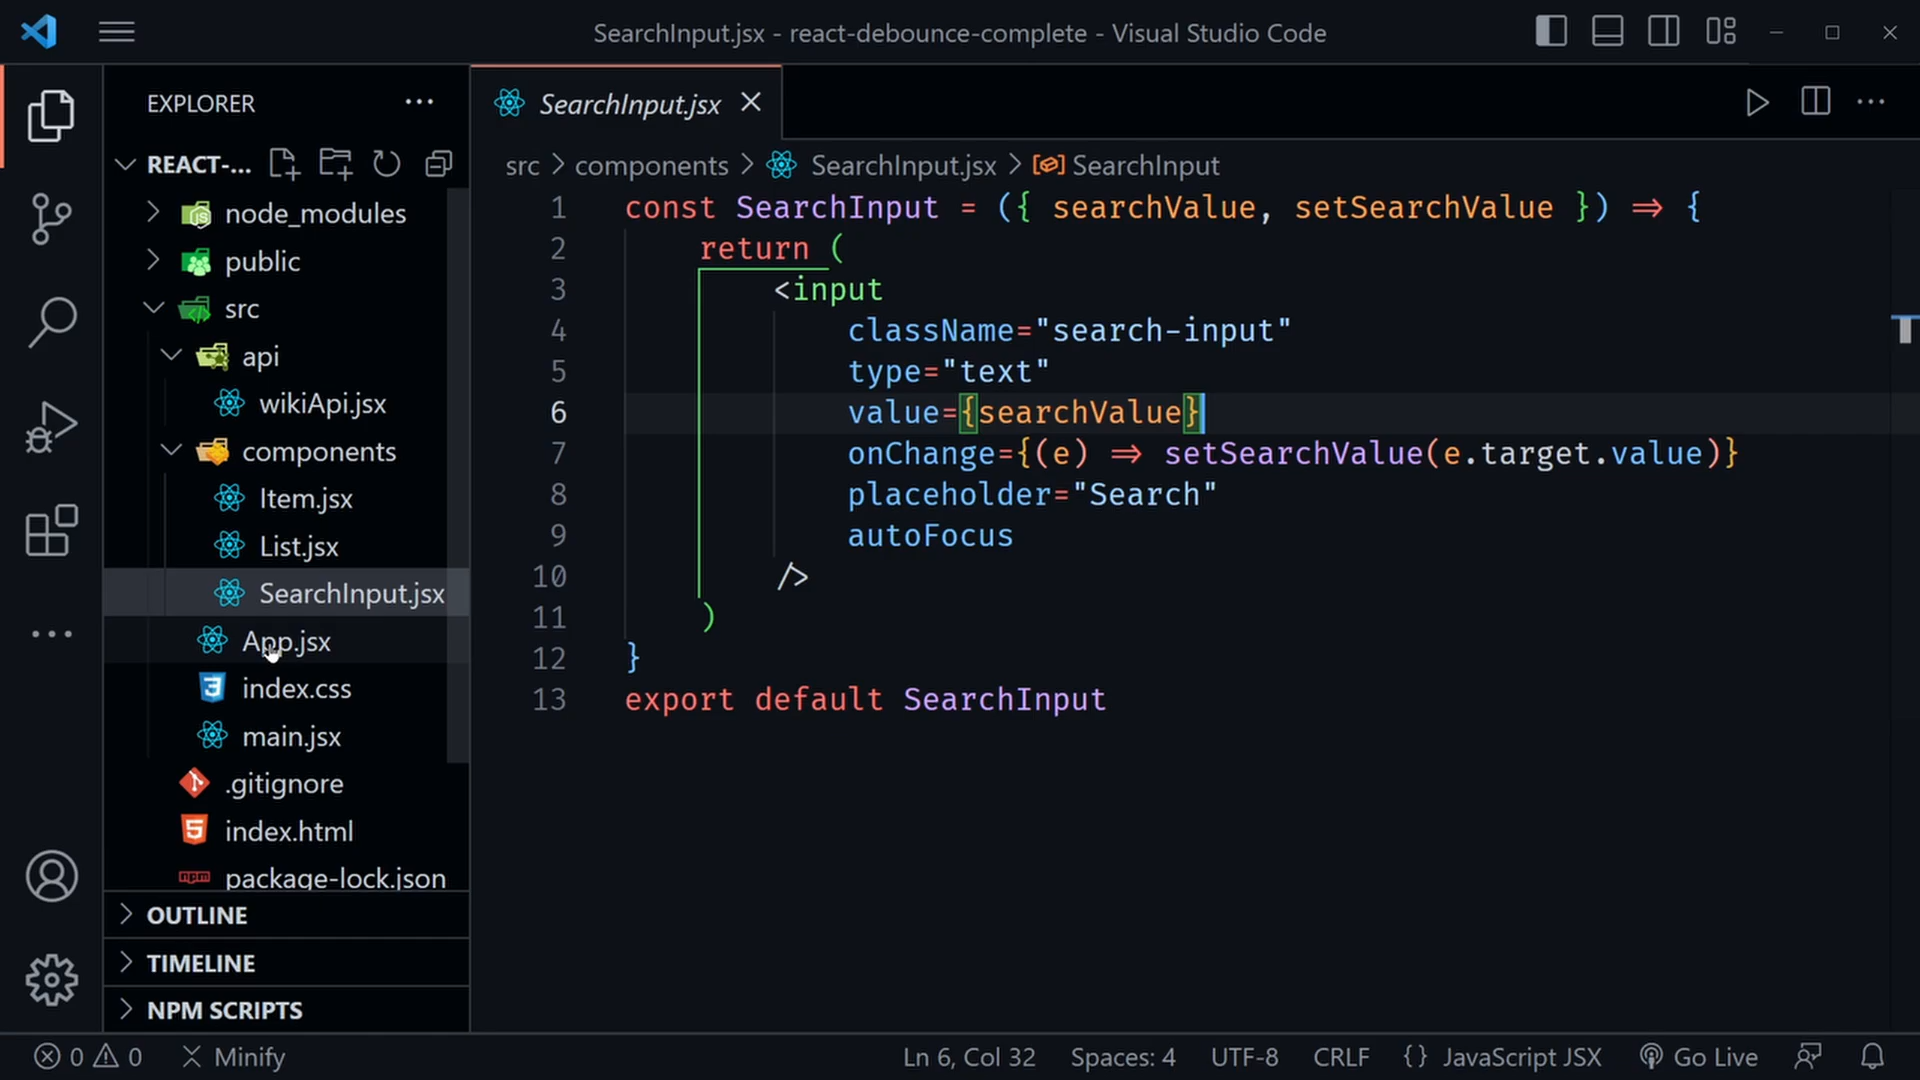 SearchInput.jsx - react-debounce-complete - Visual Studio Code
EXPLORER
REACT-...
node_modules
public
src
api
wikiApi.jsx
components
Item.jsx
List.jsx
SearchInput.jsx
App.jsx
index.css
main.jsx
.gitignore
index.html
package-lock.json
OUTLINE
TIMELINE
NPM SCRIPTS
SearchInput.jsx
src > components > SearchInput.jsx > SearchInput
1 const SearchInput = ({ searchValue, setSearchValue }) => {
2 return (
3 <input
4 className="search-input"
5 type="text"
6 value={searchValue}
7 onChange={(e) => setSearchValue(e.target.value)}
8 placeholder="Search"
9 autoFocus
10 />
11 )
12 }
13 export default SearchInput
0 0 Minify Ln 6, Col 32 Spaces: 4 UTF-8 CRLF {} JavaScript JSX Go Live